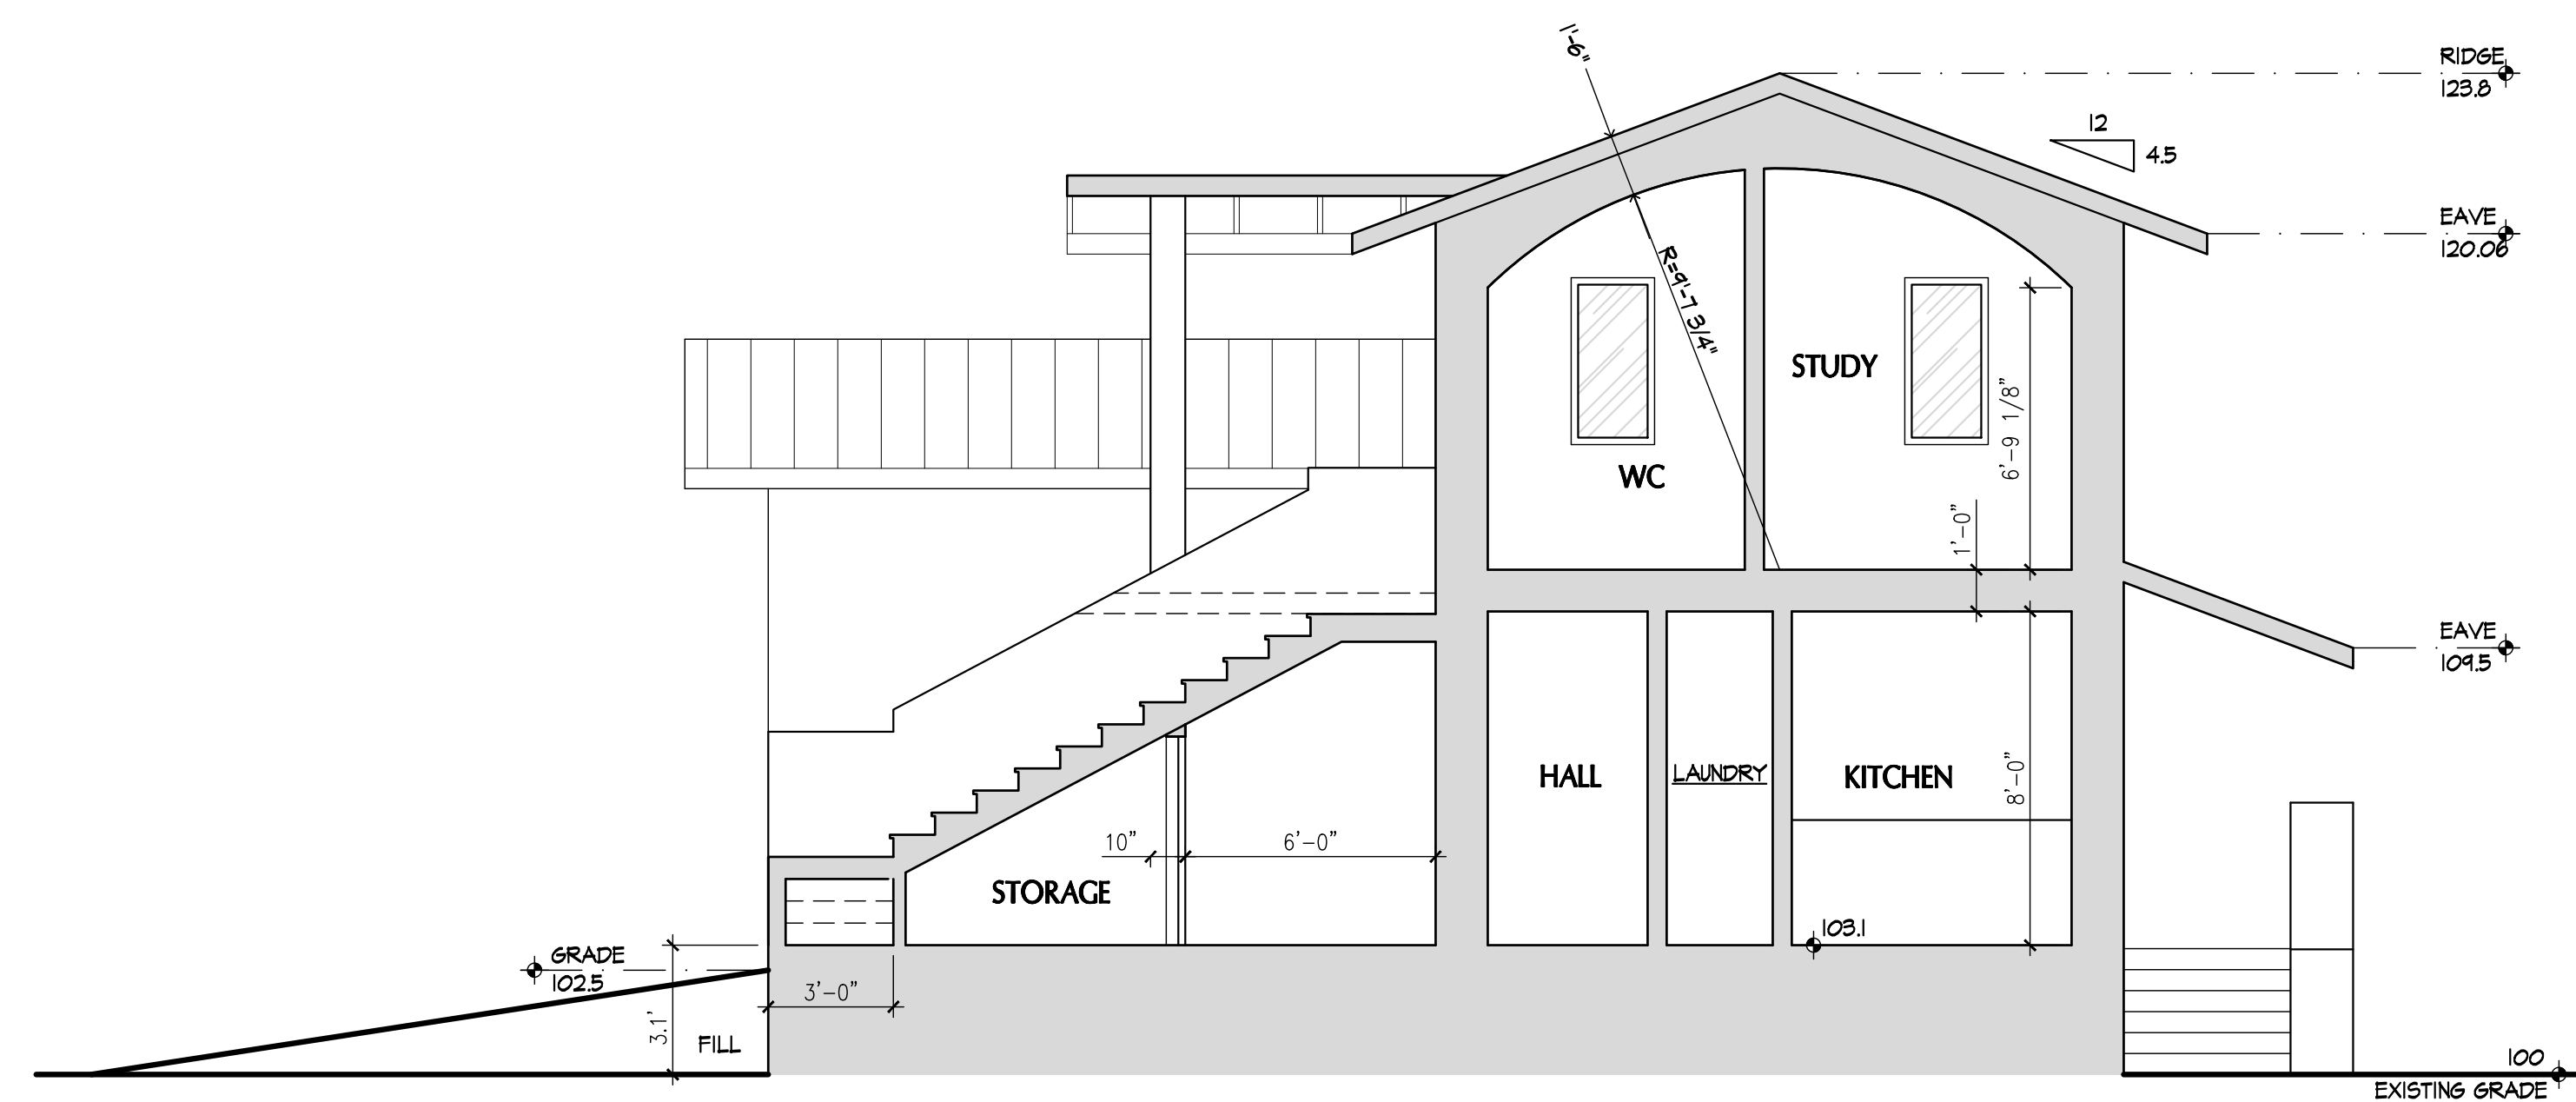 1'-6"
RIDGE
123.8
12
4.5
EAVE
120.06
R=9'-7 3/4"
STUDY
6'-9 1/8"
WC
1'-0"
EAVE
109.5
HALL
LAUNDRY
KITCHEN
8'-0"
10"
6'-0"
STORAGE
103.1
GRADE
102.5
3'-0"
3.1'
FILL
100
EXISTING GRADE